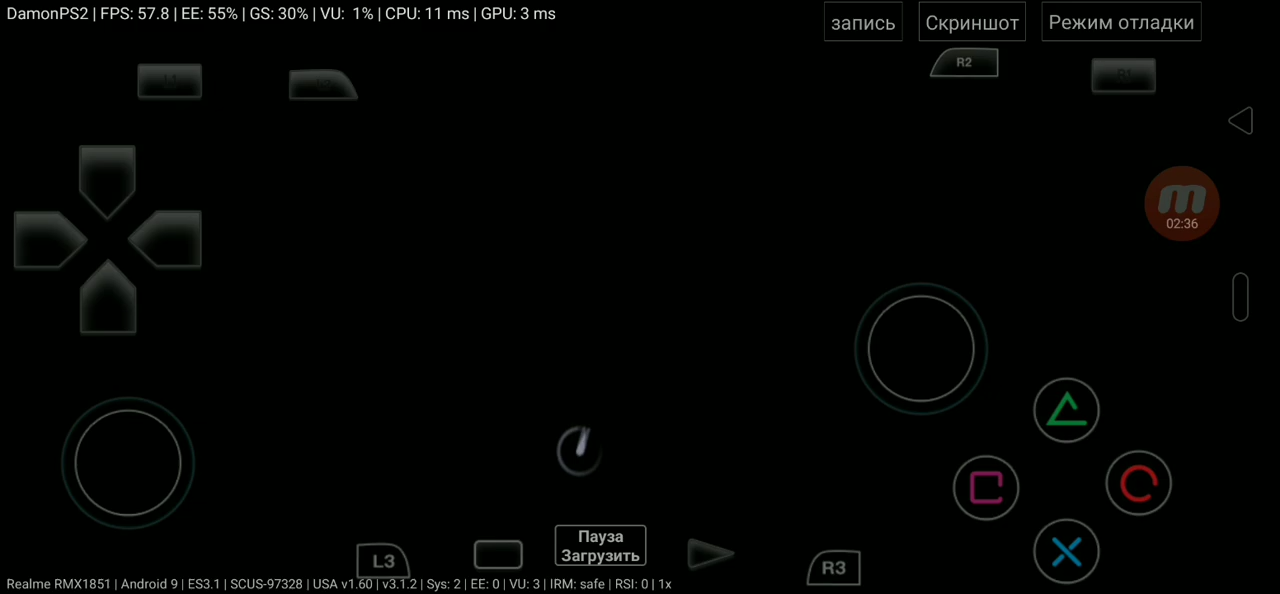 DamonPS2 | FPS: 57.8 | EE: 55% | GS: 30% | VU: 1% | CPU: 11 ms | GPU: 3 ms
запись
Скриншот
Режим отладки
L1
R2
R1
02:36
Пауза
Загрузить
L3
R3
Realme RMX1851 | Android 9 | ES3.1 | SCUS-97328 | USA v1.60 | v3.1.2 | Sys: 2 | EE: 0 | VU: 3 | IRM: safe | RSI: 0 | 1x